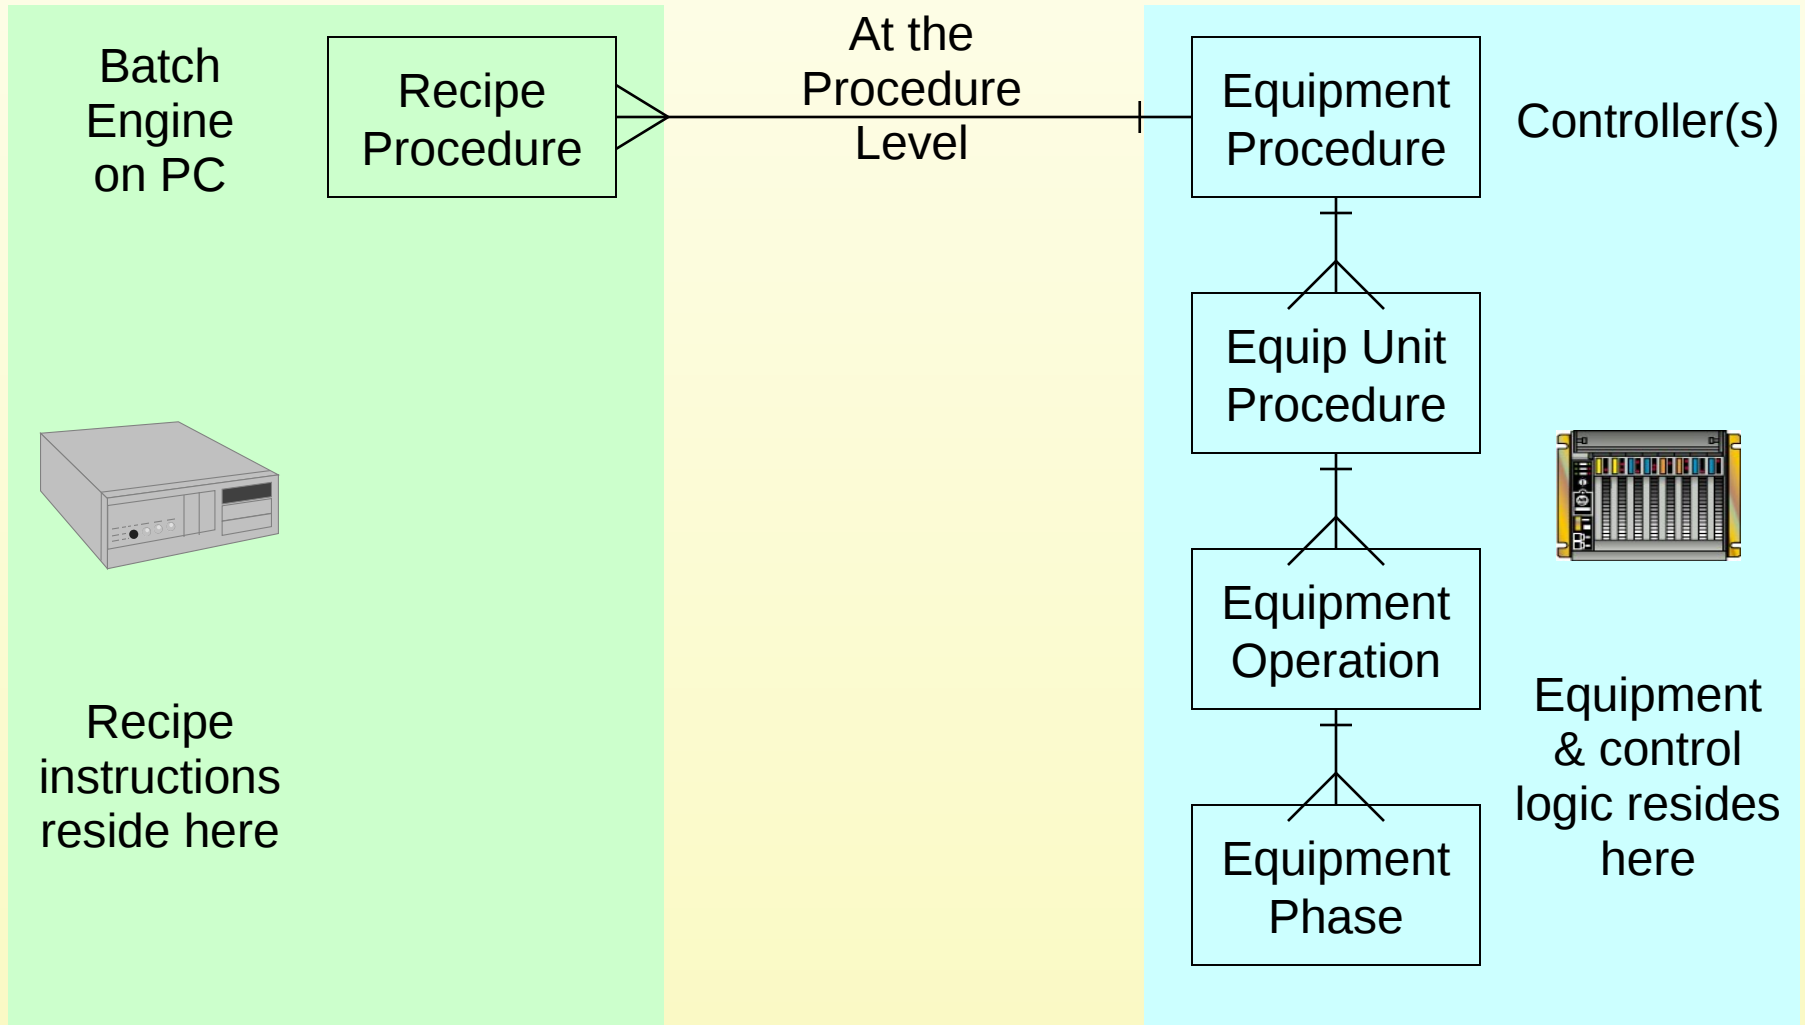 Batch
Engine
on PC
Recipe
Procedure
At the
Procedure
Level
Equipment
Procedure
Controller(s)
Equip Unit
Procedure
Equipment
Operation
Recipe
instructions
reside here
Equipment
& control
logic resides
here
Equipment
Phase